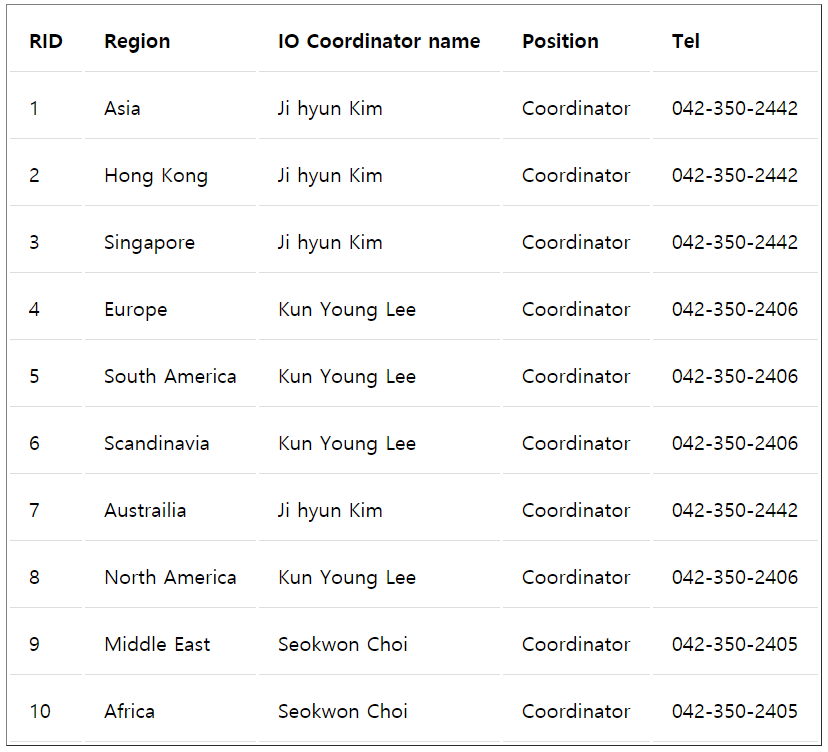 RID Region IO Coordinator name Position Tel
1 Asia Ji hyun Kim Coordinator 042-350-2442
2 Hong Kong Ji hyun Kim Coordinator 042-350-2442
3 Singapore Ji hyun Kim Coordinator 042-350-2442
4 Europe Kun Young Lee Coordinator 042-350-2406
5 South America Kun Young Lee Coordinator 042-350-2406
6 Scandinavia Kun Young Lee Coordinator 042-350-2406
7 Austrailia Ji hyun Kim Coordinator 042-350-2442
8 North America Kun Young Lee Coordinator 042-350-2406
9 Middle East Seokwon Choi Coordinator 042-350-2405
10 Africa Seokwon Choi Coordinator 042-350-2405